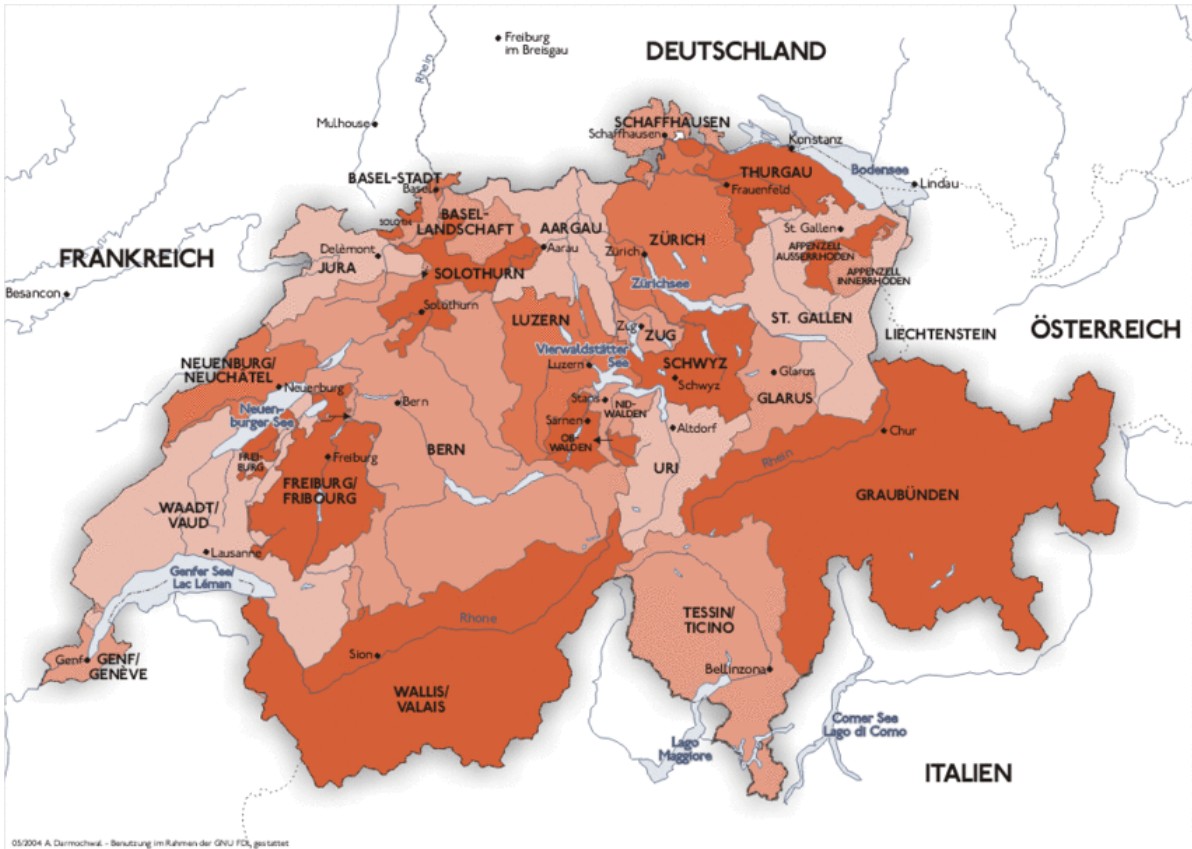 Freiburg
im Breisgau
DEUTSCHLAND
Rhein
Mulhouse
SCHAFFHAUSEN
Schaffhausen
Konstanz
Bodensee
Lindau
BASEL-STADT
Basel
THURGAU
Frauenfeld
SOLOTH.
BASEL-
LANDSCHAFT
AARGAU
Aarau
ZÜRICH
Zürich
Zürichsee
St. Gallen
APPENZELL
AUSSERRHODEN
APPENZELL
INNERRHODEN
FRANKREICH
Besancon
Delèmont
JURA
SOLOTHURN
Solothurn
LUZERN
Zug
ZUG
ST. GALLEN
LIECHTENSTEIN
ÖSTERREICH
Vierwaldstätter
See
Luzern
SCHWYZ
Schwyz
Glarus
GLARUS
NEUENBURG/
NEUCHÂTEL
Neuerburg
Neuen-
burger See
Bern
BERN
Stans
NID-
WALDEN
Sarnen
OB
WALDEN
Altdorf
URI
Chur
Rhein
GRAUBÜNDEN
FREI-
BURG
Freiburg
FREIBURG/
FRIBOURG
WAADT/
VAUD
Lausanne
Genfer See/
Lac Léman
Genf
GENF/
GENÈVE
Rhone
Sion
WALLIS/
VALAIS
TESSIN/
TICINO
Bellinzona
Lago
Maggiore
Comer See
Lago di Como
ITALIEN
05/2004 A. Darmochwal - Benutzung im Rahmen der GNU FDL gestattet